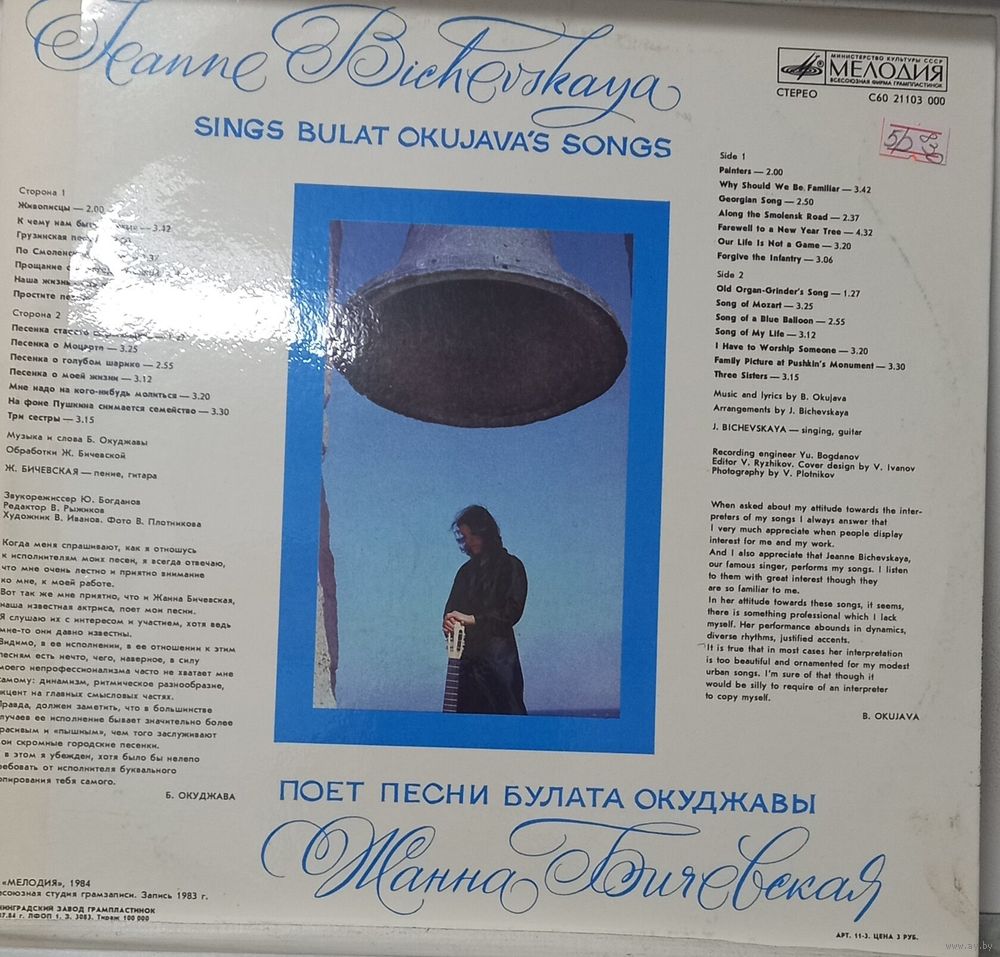 Jeanne Bichevskaya
SINGS BULAT OKUJAVA'S SONGS
МИНИСТЕРСТВО КУЛЬТУРЫ СССР
МЕЛОДИЯ
ВСЕСОЮЗНАЯ ФИРМА ГРАМПЛАСТИНОК
СТЕРЕО С60 21103 000
Сторона 1
Живописцы — 2.00
К чему нам — 3.42
Грузинская
По
Прощание с
Наша
Простите
Сторона 2
Песенка
Песенка о Моцарте — 3.25
Песенка о голубом шарике — 2.55
Песенка о моей жизни — 3.12
Мне надо на кого-нибудь молиться — 3.20
На фоне Пушкина снимается семейство — 3.30
Три сестры — 3.15
Музыка и слова Б. Окуджавы
Обработки Ж. Бичевской
Ж. БИЧЕВСКАЯ — пение, гитара
Звукорежиссер Ю. Богданов
Редактор В. Рыжиков
Художник В. Иванов. Фото В. Плотникова
Когда меня спрашивают, как я отношусь
к исполнителям моих песен, я всегда отвечаю,
что мне очень лестно и приятно внимание
ко мне, к моей работе.
Вот так же мне приятно, что и Жанна Бичевская,
наша известная актриса, поет мои песни.
Я слушаю их с интересом и участием, хотя ведь
мне-то они давно известны.
Видимо, в ее исполнении, в ее отношении к этим
песням есть нечто, чего, наверное, в силу
моего непрофессионализма часто не хватает мне
самому: динамизм, ритмическое разнообразие,
акцент на главных смысловых частях.
Правда, должен заметить, что в большинстве
случаев ее исполнение бывает значительно более
красивым и «пышным», чем того заслуживают
мои скромные городские песенки.
в этом я убежден, хотя было бы нелепо
требовать от исполнителя буквального
копирования тебя самого.
Б. ОКУДЖАВА
«МЕЛОДИЯ», 1984
есоюзная студия грамзаписи. Запись 1983 г.
НИНГРАДСКИЙ ЗАВОД ГРАМПЛАСТИНОК
07.84 г. ЛФОП 1. З. 3083. Тираж 100 000
Side 1
Painters — 2.00
Why Should We Be Familiar — 3.42
Georgian Song — 2.50
Along the Smolensk Road — 2.37
Farewell to a New Year Tree — 4.32
Our Life Is Not a Game — 3.20
Forgive the Infantry — 3.06
Side 2
Old Organ-Grinder's Song — 1.27
Song of Mozart — 3.25
Song of a Blue Balloon — 2.55
Song of My Life — 3.12
I Have to Worship Someone — 3.20
Family Picture at Pushkin's Monument — 3.30
Three Sisters — 3.15
Music and lyrics by B. Okujava
Arrangements by J. Bichevskaya
J. BICHEVSKAYA — singing, guitar
Recording engineer Yu. Bogdanov
Editor V. Ryzhikov. Cover design by V. Ivanov
Photography by V. Plotnikov
When asked about my attitude towards the inter-
preters of my songs I always answer that
I very much appreciate when people display
interest for me and my work.
And I also appreciate that Jeanne Bichevskaya,
our famous singer, performs my songs. I listen
to them with great interest though they
are so familiar to me.
In her attitude towards these songs, it seems,
there is something professional which I lack
myself. Her performance abounds in dynamics,
diverse rhythms, justified accents.
It is true that in most cases her interpretation
is too beautiful and ornamented for my modest
urban songs. I'm sure of that though it
would be silly to require of an interpreter
to copy myself.
B. OKUJAVA
ПОЕТ ПЕСНИ БУЛАТА ОКУДЖАВЫ
Жанна Бичевская
АРТ. 11-3. ЦЕНА 3 РУБ.
www.ay.by